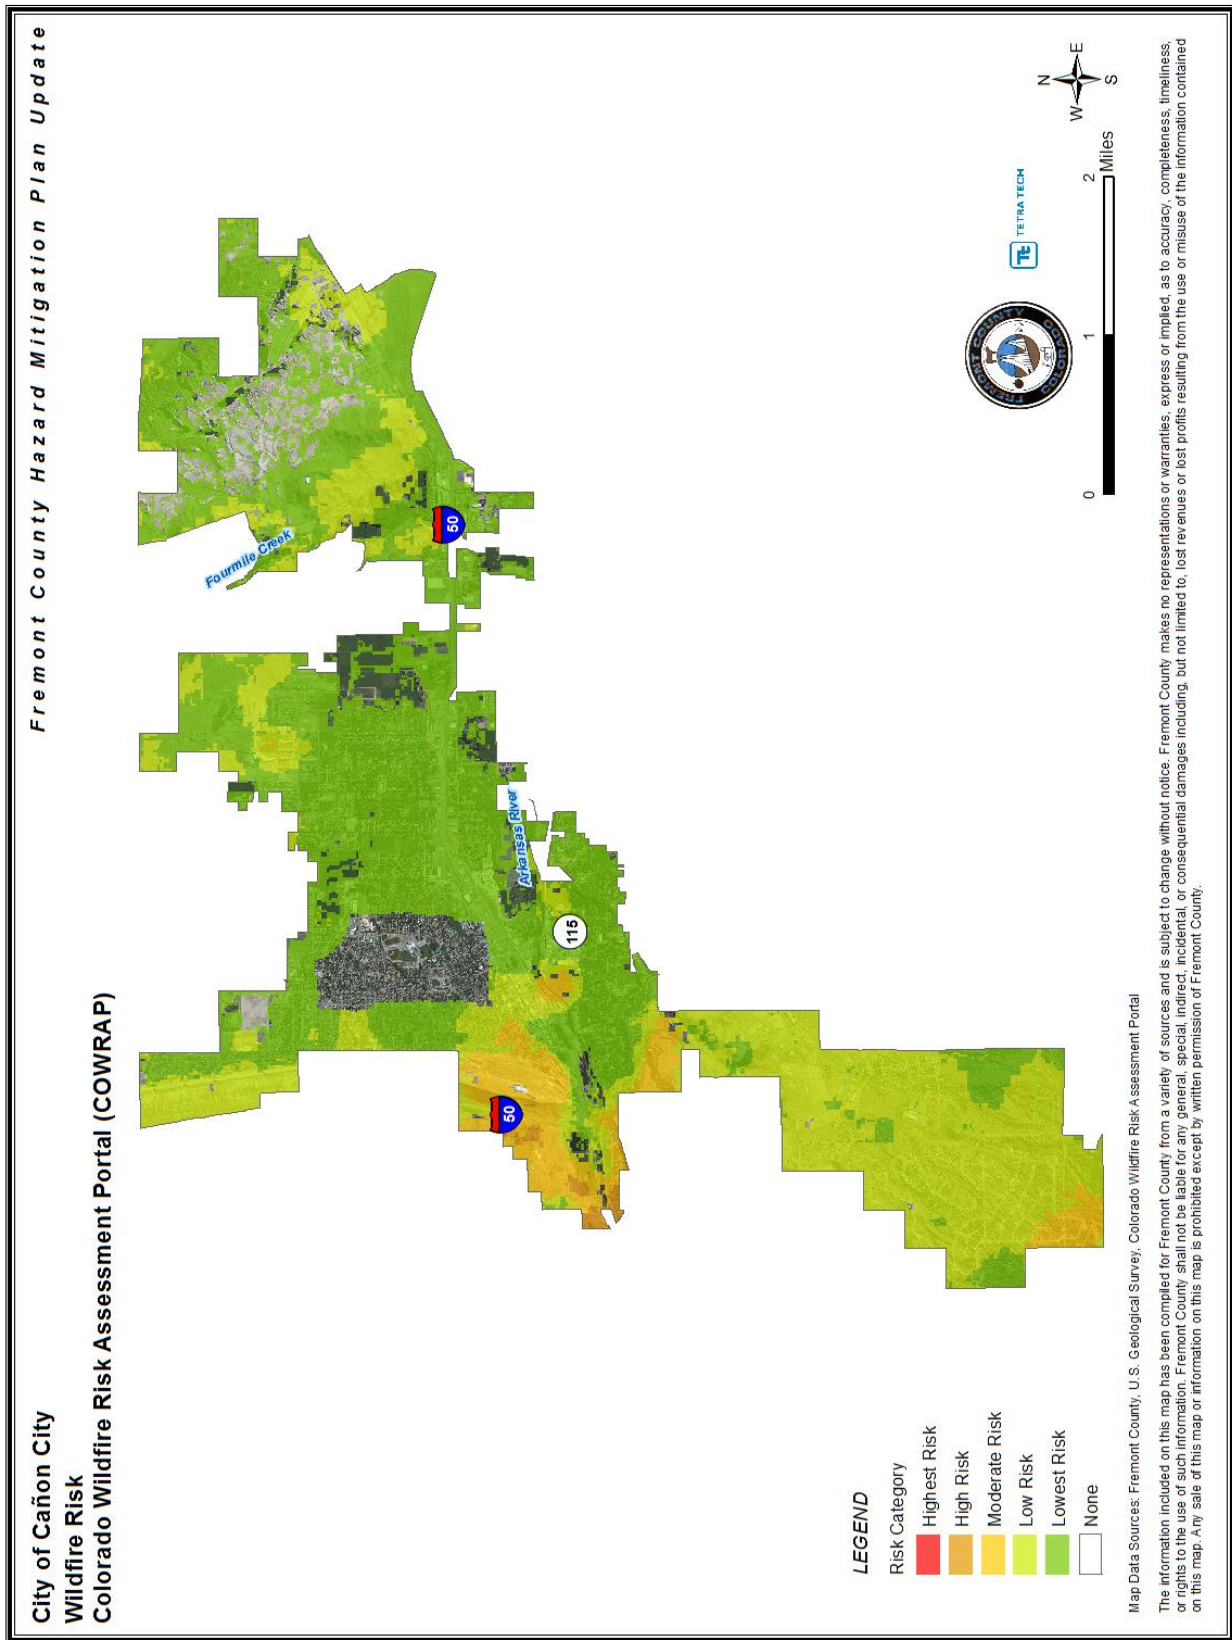 Fremont County Hazard Mitigation Plan Update
City of Cañon City
Wildfire Risk
Colorado Wildfire Risk Assessment Portal (COWRAP)
Fourmile Creek
50
50
Arkansas River
115
LEGEND
Risk Category
Highest Risk
High Risk
Moderate Risk
Low Risk
Lowest Risk
None
FREMONT COUNTY
COLORADO
TETRA TECH
Tt
0
1
2
Miles
N
W
E
S
Map Data Sources: Fremont County, U.S. Geological Survey, Colorado Wildfire Risk Assessment Portal
The information included on this map has been compiled for Fremont County from a variety of sources and is subject to change without notice. Fremont County makes no representations or warranties, express or implied, as to accuracy, completeness, timeliness,
or rights to the use of such information. Fremont County shall not be liable for any general, special, indirect, incidental, or consequential damages including, but not limited to, lost revenues or lost profits resulting from the use or misuse of the information contained
on this map. Any sale of this map or information on this map is prohibited except by written permission of Fremont County.